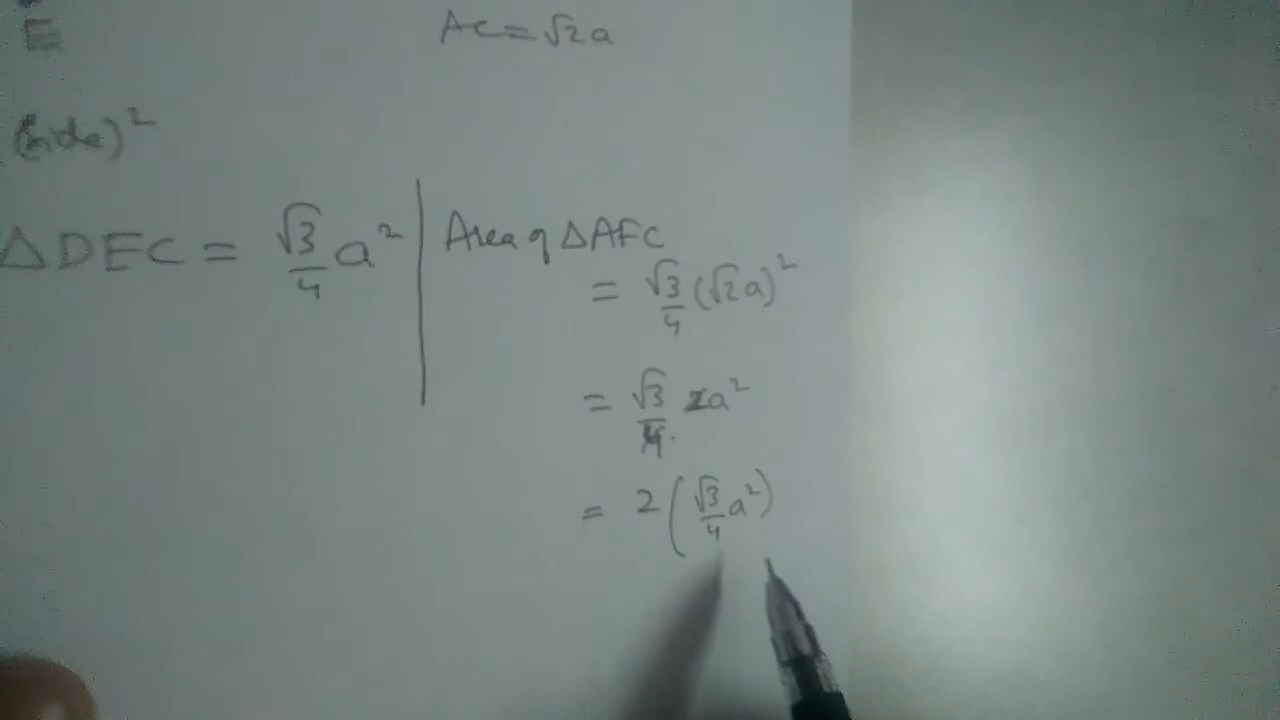 E
AC = √2a
(side)²
ΔDEC = √3/4 a²
Area of ΔAFC
= √3/4 (√2a)²
= √3/4 2a²
= 2(√3/4 a²)